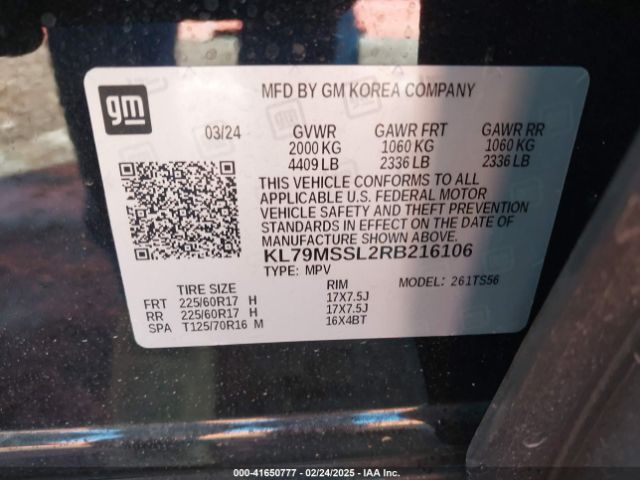 gm
MFD BY GM KOREA COMPANY
03/24 GVWR GAWR FRT GAWR RR
2000 KG 1060 KG 1060 KG
4409 LB 2336 LB 2336 LB
THIS VEHICLE CONFORMS TO ALL
APPLICABLE U.S. FEDERAL MOTOR
VEHICLE SAFETY AND THEFT PREVENTION
STANDARDS IN EFFECT ON THE DATE OF
MANUFACTURE SHOWN ABOVE.
KL79MSSL2RB216106
TYPE: MPV MODEL: 261TS56
TIRE SIZE RIM
FRT 225/60R17 H 17X7.5J
RR 225/60R17 H 17X7.5J
SPA T125/70R16 M 16X4BT
000-41650777 - 02/24/2025 - IAA Inc.